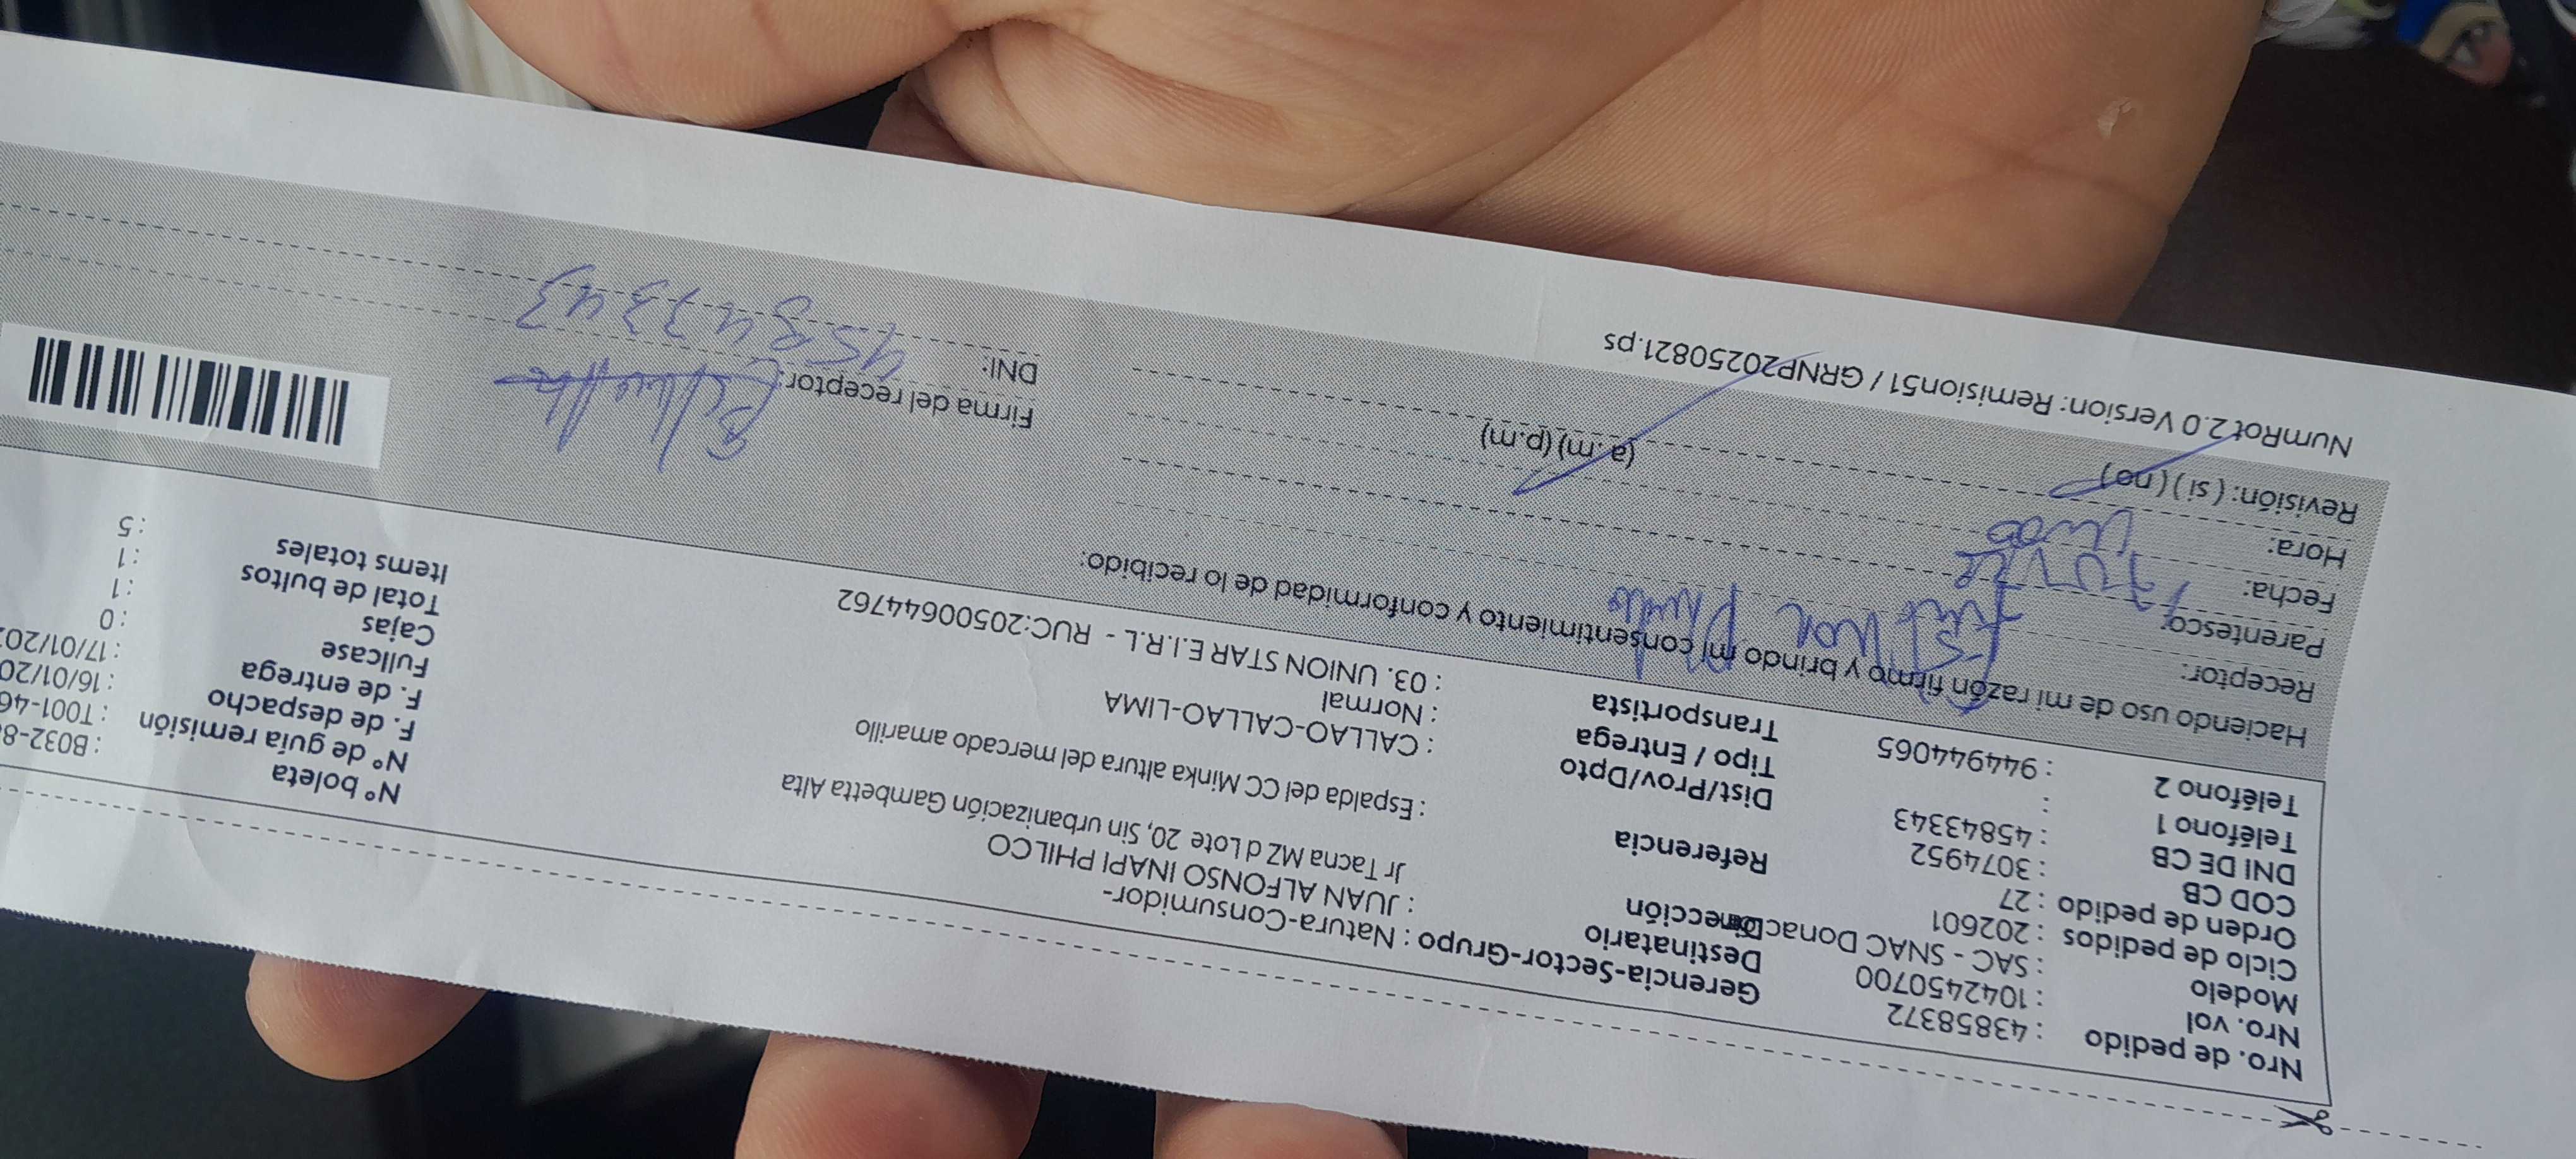 Nro. de pedido : 43858372
Nro. vol : 1042450700
Modelo : SAC - SNAC Donac
Ciclo de pedidos : 202601
Orden de pedido : 27
COD CB : 3074952
DNI DE CB : 45843343
Teléfono 1 :
Teléfono 2 : 944944065
Gerencia-Sector-Grupo : Natura-Consumidor-
Destinatario : JUAN ALFONSO INAPI PHILCO
Dirección Jr Tacna MZ d Lote 20, Sin urbanización Gambetta Alta
Referencia : Espalda del CC Minka altura del mercado amarillo
Dist/Prov/Dpto : CALLAO-CALLAO-LIMA
Tipo / Entrega : Normal
Transportista : 03. UNION STAR E.I.R.L - RUC:20500644762
N° boleta : B032-8
N° de guía remisión : T001-46
F. de despacho : 16/01/20
F. de entrega : 17/01/202
Fullcase : 0
Cajas : 1
Total de bultos : 1
Items totales : 5
Haciendo uso de mi razón firmo y brindo mi consentimiento y conformidad de lo recibido:
Receptor:
Parentesco:
Fecha:
Hora: (a. m) (p.m)
Revisión: ( si ) ( no )
Firma del receptor:
DNI: 45843343
NumRot 2.0 Version: Remision51 / GRNP20250821.ps